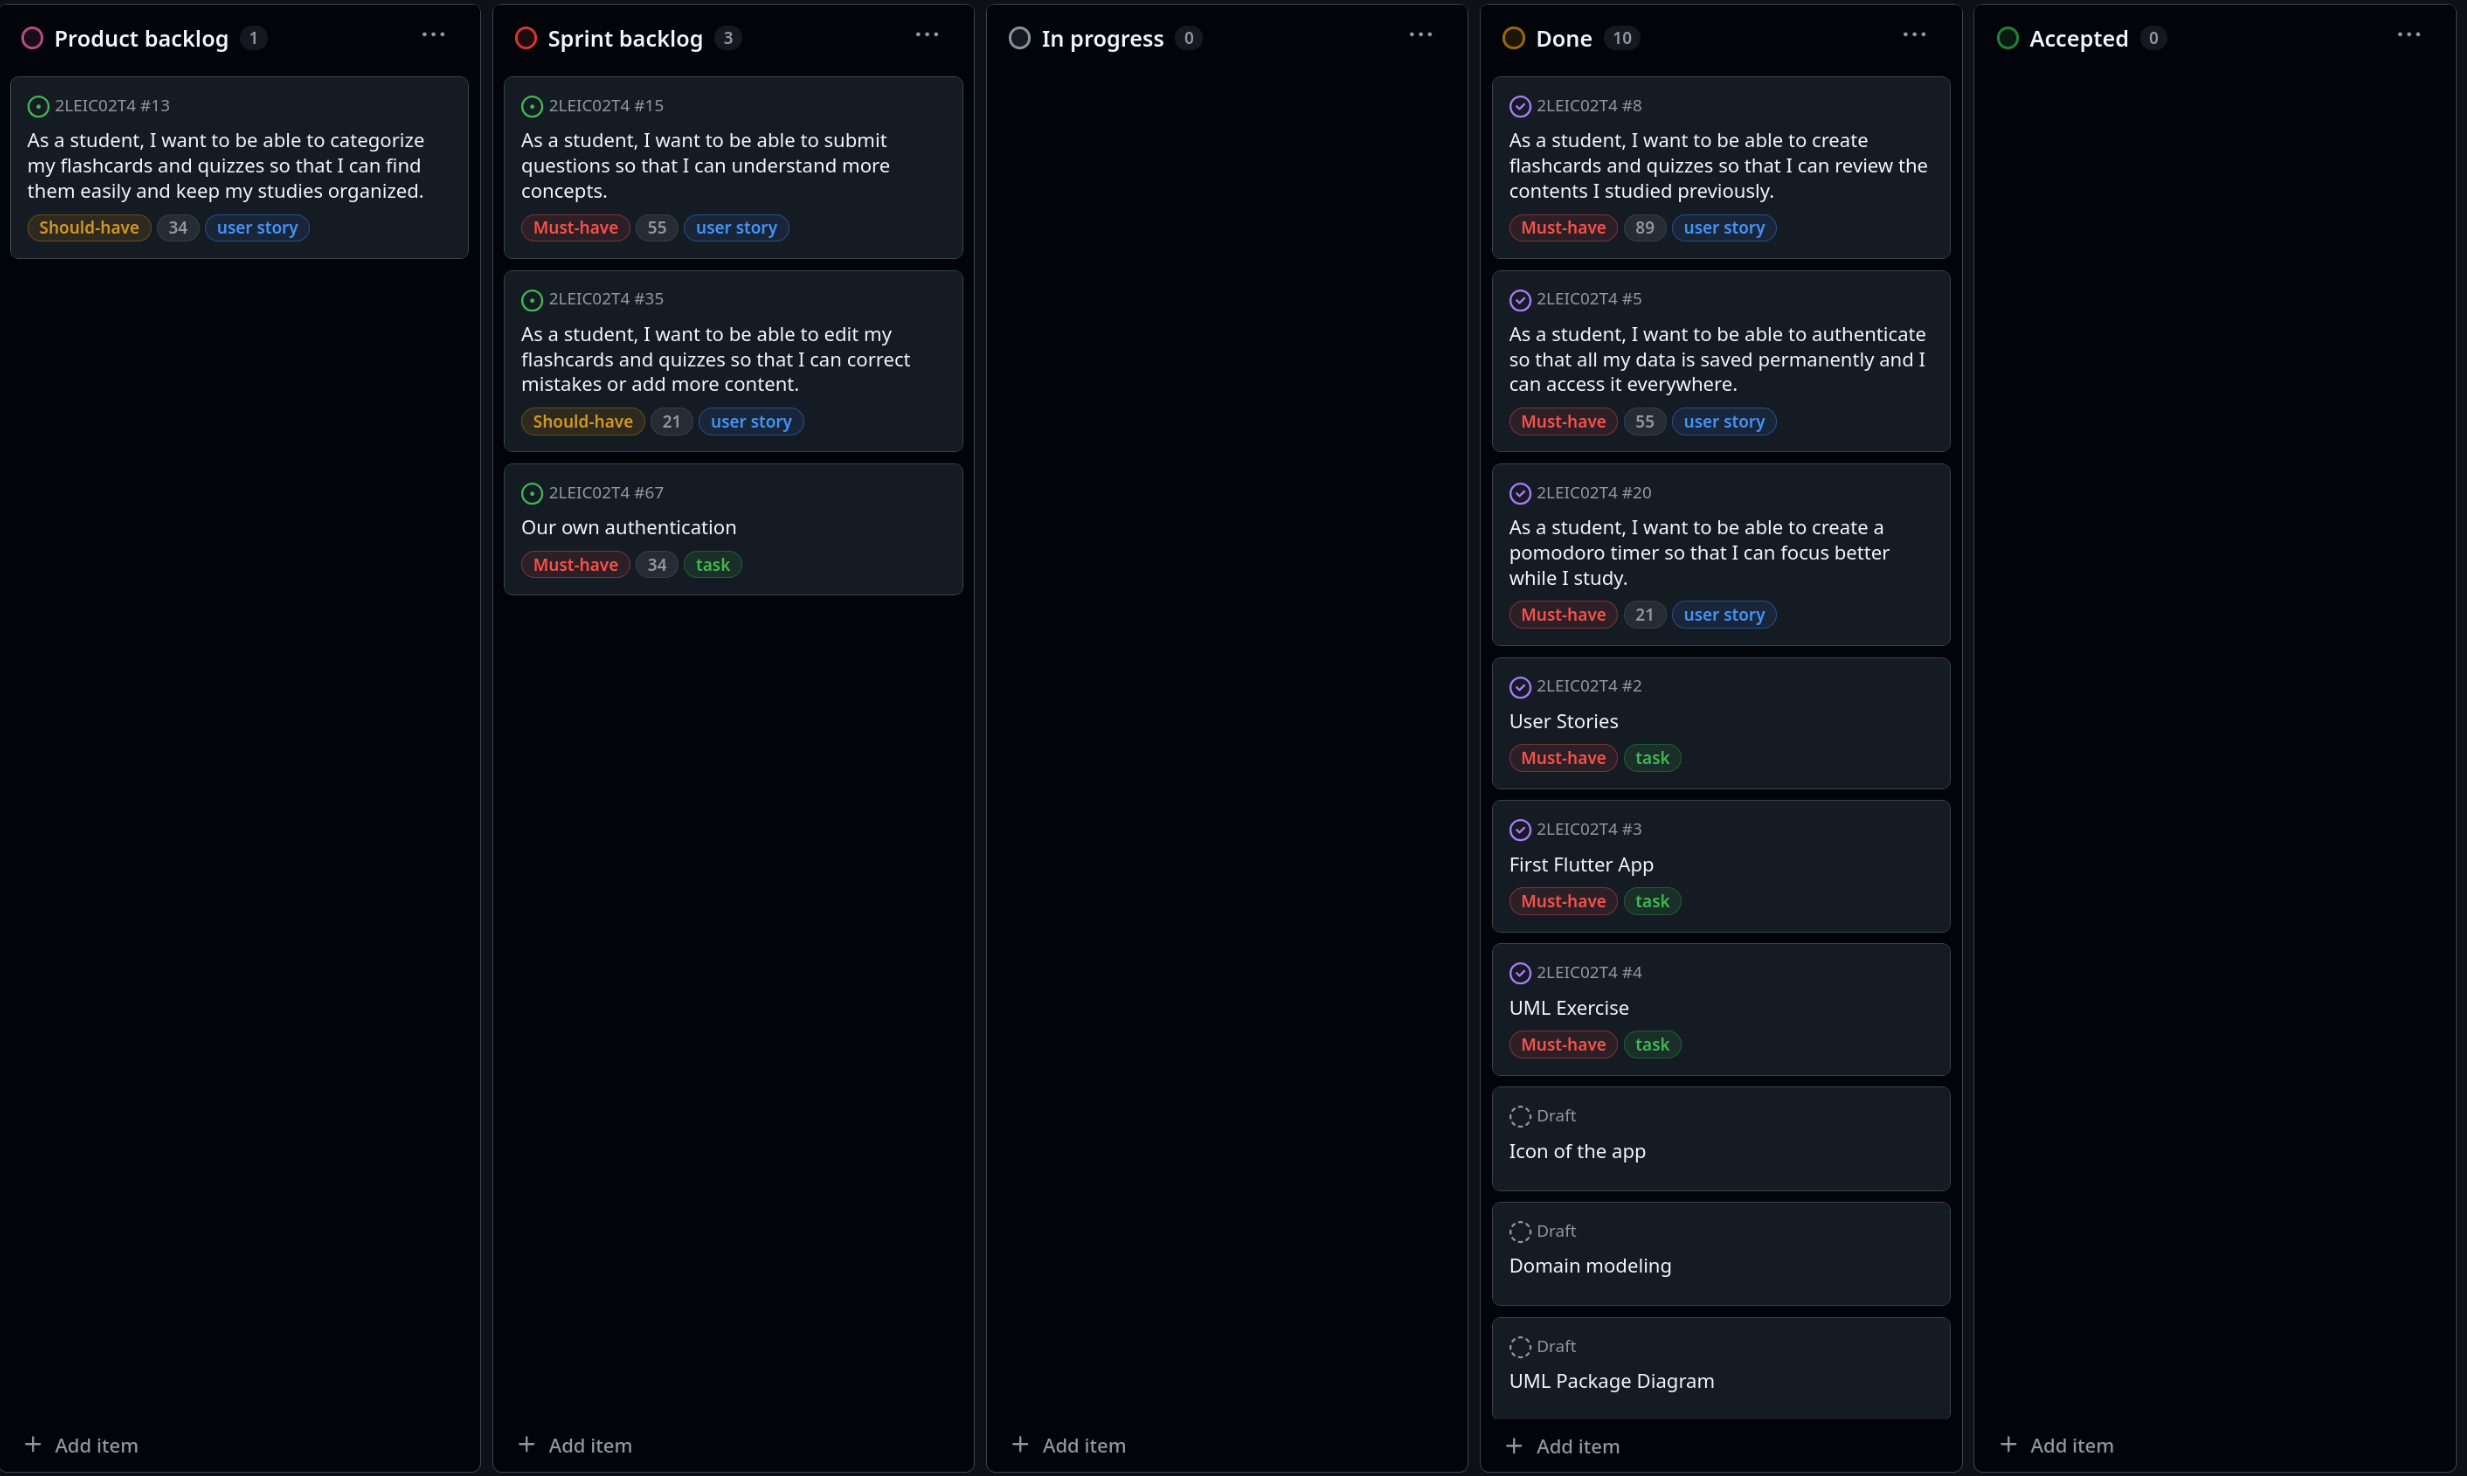 Product backlog 1
2LEIC02T4 #13
As a student, I want to be able to categorize
my flashcards and quizzes so that I can find
them easily and keep my studies organized.
Should-have 34 user story
Add item
Sprint backlog 3
2LEIC02T4 #15
As a student, I want to be able to submit
questions so that I can understand more
concepts.
Must-have 55 user story
2LEIC02T4 #35
As a student, I want to be able to edit my
flashcards and quizzes so that I can correct
mistakes or add more content.
Should-have 21 user story
2LEIC02T4 #67
Our own authentication
Must-have 34 task
Add item
In progress 0
Add item
Done 10
2LEIC02T4 #8
As a student, I want to be able to create
flashcards and quizzes so that I can review the
contents I studied previously.
Must-have 89 user story
2LEIC02T4 #5
As a student, I want to be able to authenticate
so that all my data is saved permanently and I
can access it everywhere.
Must-have 55 user story
2LEIC02T4 #20
As a student, I want to be able to create a
pomodoro timer so that I can focus better
while I study.
Must-have 21 user story
2LEIC02T4 #2
User Stories
Must-have task
2LEIC02T4 #3
First Flutter App
Must-have task
2LEIC02T4 #4
UML Exercise
Must-have task
Draft
Icon of the app
Draft
Domain modeling
Draft
UML Package Diagram
Add item
Accepted 0
Add item